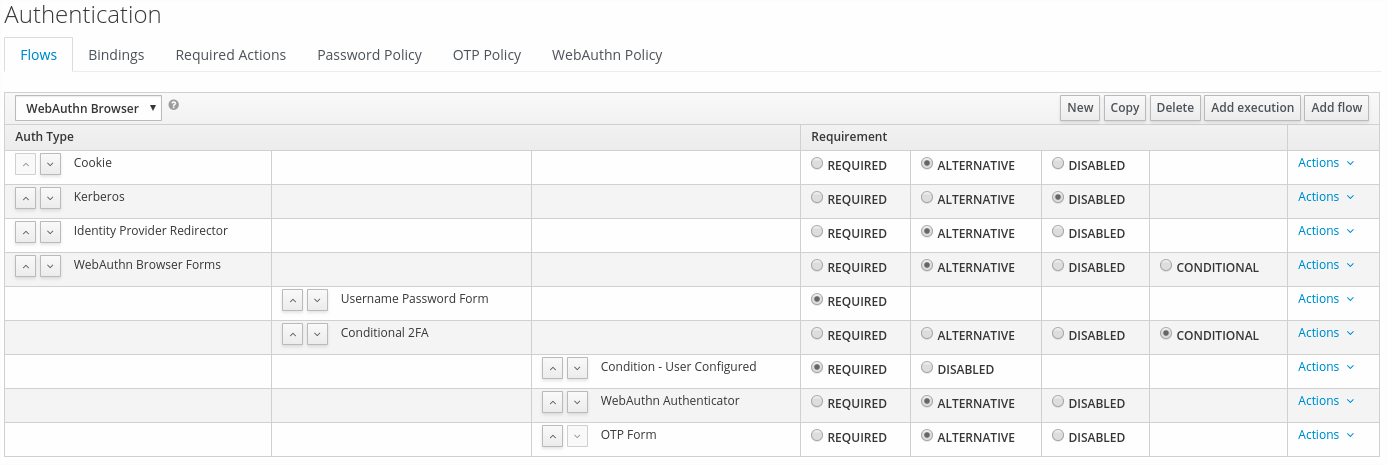 Authentication
Flows Bindings Required Actions Password Policy OTP Policy WebAuthn Policy
WebAuthn Browser New Copy Delete Add execution Add flow
Auth Type Requirement
Cookie REQUIRED ALTERNATIVE DISABLED Actions
Kerberos REQUIRED ALTERNATIVE DISABLED Actions
Identity Provider Redirector REQUIRED ALTERNATIVE DISABLED Actions
WebAuthn Browser Forms REQUIRED ALTERNATIVE DISABLED CONDITIONAL Actions
Username Password Form REQUIRED Actions
Conditional 2FA REQUIRED ALTERNATIVE DISABLED CONDITIONAL Actions
Condition - User Configured REQUIRED DISABLED Actions
WebAuthn Authenticator REQUIRED ALTERNATIVE DISABLED Actions
OTP Form REQUIRED ALTERNATIVE DISABLED Actions